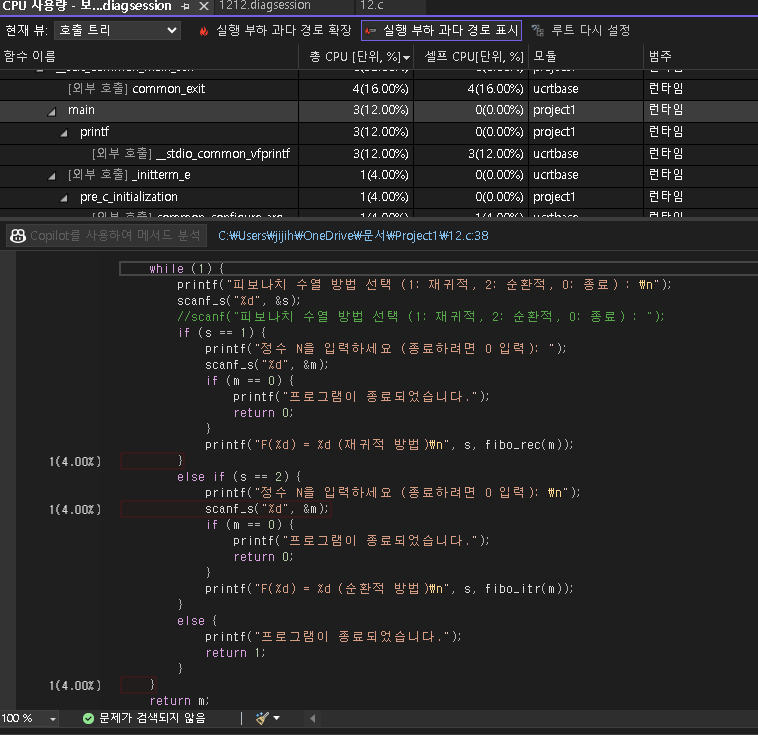 CPU 사용량 - 보...diagsession 1212.diagsession 12.c
현재 뷰: 호출 트리 실행 부하 과다 경로 확장 실행 부하 과다 경로 표시 루트 다시 설정
함수 이름 총 CPU [단위, %] 셀프 CPU[단위, %] 모듈 범주
[외부 호출] common_exit 4(16.00%) 4(16.00%) ucrtbase 런타임
main 3(12.00%) 0(0.00%) project1 런타임
printf 3(12.00%) 0(0.00%) project1 런타임
[외부 호출] __stdio_common_vfprintf 3(12.00%) 3(12.00%) ucrtbase 런타임
[외부 호출] _initterm_e 1(4.00%) 0(0.00%) ucrtbase 런타임
pre_c_initialization 1(4.00%) 0(0.00%) project1 런타임
Copilot를 사용하여 메서드 분석 C:₩Users₩jijih₩OneDrive₩문서₩Project1₩12.c:38
while (1) {
printf("피보나치 수열 방법 선택 (1: 재귀적, 2: 순환적, 0: 종료) : ₩n");
scanf_s("%d", &s);
//scanf("피보나치 수열 방법 선택 (1: 재귀적, 2: 순환적, 0: 종료) : ");
if (s == 1) {
printf("정수 N을 입력하세요 (종료하려면 0 입력): ");
scanf_s("%d", &m);
if (m == 0) {
printf("프로그램이 종료되었습니다.");
return 0;
}
printf("F(%d) = %d (재귀적 방법)₩n", s, fibo_rec(m));
1(4.00%) }
else if (s == 2) {
printf("정수 N을 입력하세요 (종료하려면 0 입력): ₩n");
1(4.00%) scanf_s("%d", &m);
if (m == 0) {
printf("프로그램이 종료되었습니다.");
return 0;
}
printf("F(%d) = %d (순환적 방법)₩n", s, fibo_itr(m));
}
else {
printf("프로그램이 종료되었습니다.");
return 1;
}
1(4.00%) }
return m;
100 % 문제가 검색되지 않음